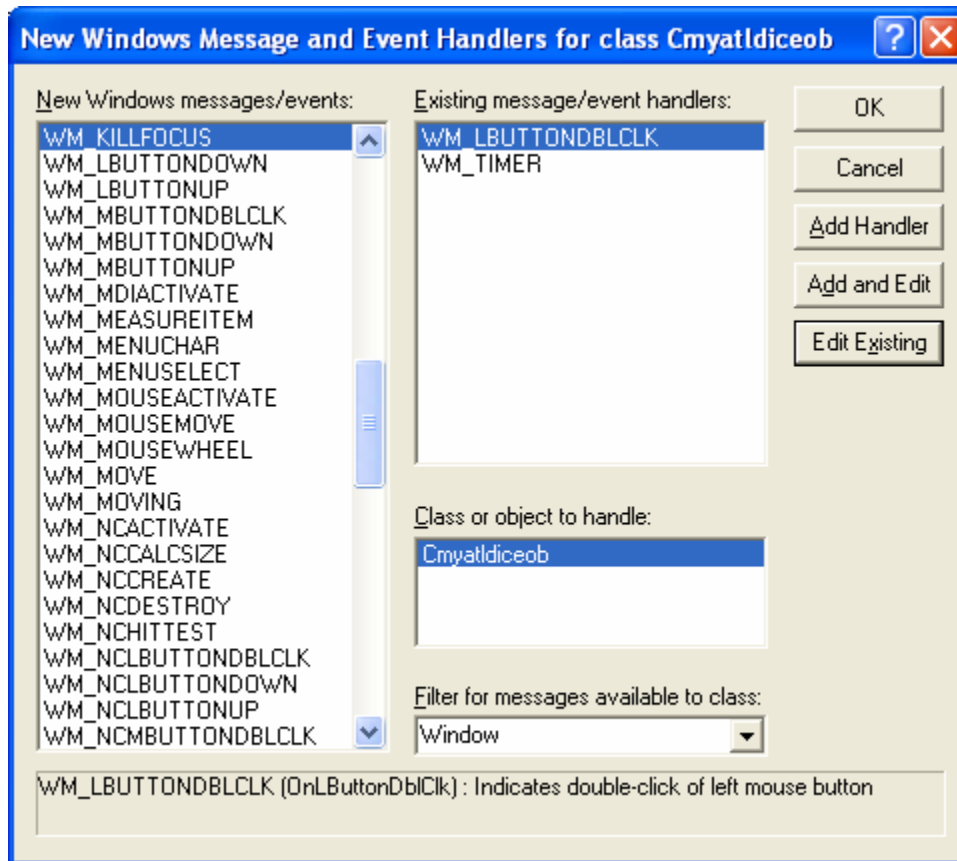 New Windows Message and Event Handlers for class Cmyatldiceob
New Windows messages/events:
WM_KILLFOCUS
WM_LBUTTONDOWN
WM_LBUTTONUP
WM_MBUTTONDBLCLK
WM_MBUTTONDOWN
WM_MBUTTONUP
WM_MDIACTIVATE
WM_MEASUREITEM
WM_MENUCHAR
WM_MENUSELECT
WM_MOUSEACTIVATE
WM_MOUSEMOVE
WM_MOUSEWHEEL
WM_MOVE
WM_MOVING
WM_NCACTIVATE
WM_NCCALCSIZE
WM_NCCREATE
WM_NCDESTROY
WM_NCHITTEST
WM_NCLBUTTONDBLCLK
WM_NCLBUTTONDOWN
WM_NCLBUTTONUP
WM_NCMBUTTONDBLCLK
Existing message/event handlers:
WM_LBUTTONDBLCLK
WM_TIMER
Class or object to handle:
Cmyatldiceob
Filter for messages available to class:
Window
OK
Cancel
Add Handler
Add and Edit
Edit Existing
WM_LBUTTONDBLCLK (OnLButtonDblClk) : Indicates double-click of left mouse button